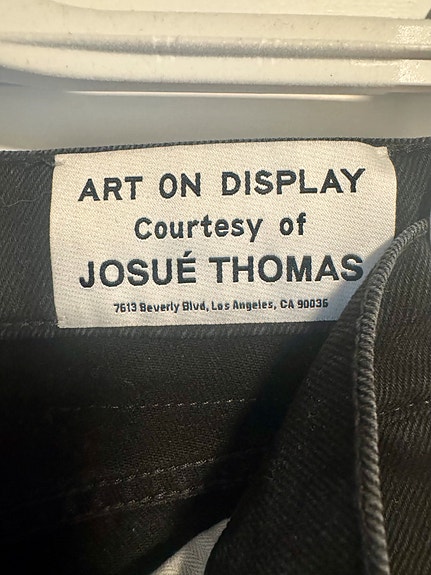 ART ON DISPLAY
Courtesy of
JOSUÉ THOMAS
7613 Beverly Blvd, Los Angeles, CA 90036